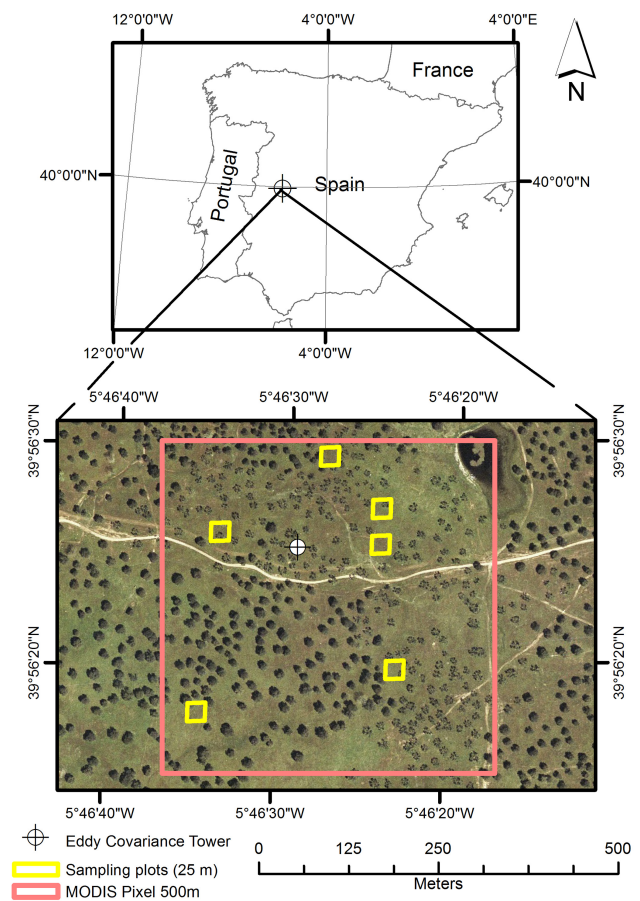 12°0'0"W 4°0'0"W 4°0'0"E
France
N
40°0'0"N
Portugal
Spain
40°0'0"N
12°0'0"W 4°0'0"W
5°46'40"W 5°46'30"W 5°46'20"W
39°56'30"N
39°56'30"N
39°56'20"N
39°56'20"N
5°46'40"W 5°46'30"W 5°46'20"W
Eddy Covariance Tower
Sampling plots (25 m)
MODIS Pixel 500m
0 125 250 500
Meters